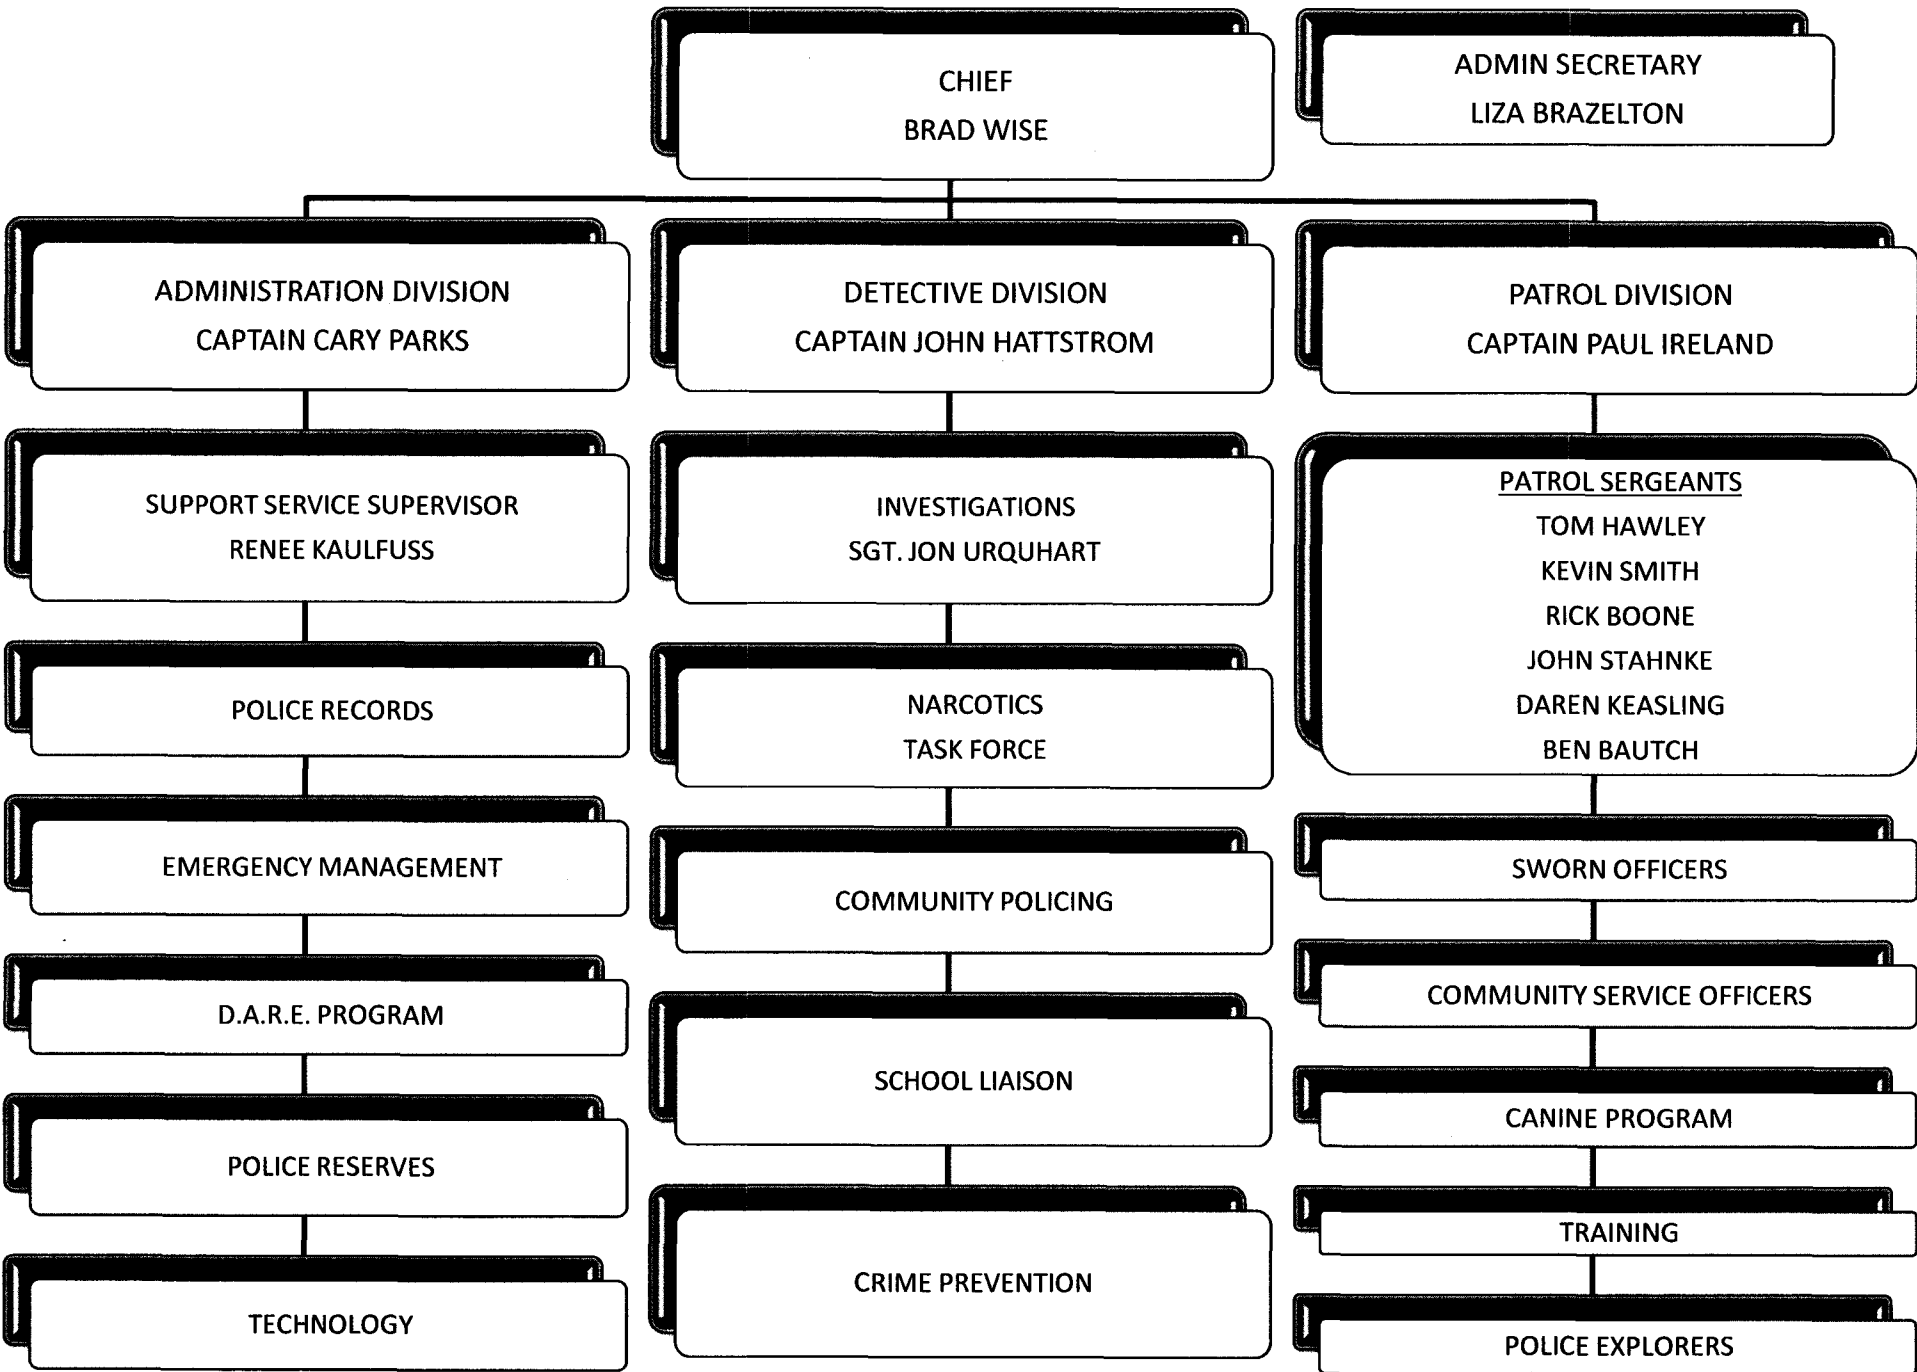 CHIEF
BRAD WISE
ADMIN SECRETARY
LIZA BRAZELTON
ADMINISTRATION DIVISION
CAPTAIN CARY PARKS
SUPPORT SERVICE SUPERVISOR
RENEE KAULFUSS
POLICE RECORDS
EMERGENCY MANAGEMENT
D.A.R.E. PROGRAM
POLICE RESERVES
TECHNOLOGY
DETECTIVE DIVISION
CAPTAIN JOHN HATTSTROM
INVESTIGATIONS
SGT. JON URQUHART
NARCOTICS
TASK FORCE
COMMUNITY POLICING
SCHOOL LIAISON
CRIME PREVENTION
PATROL DIVISION
CAPTAIN PAUL IRELAND
PATROL SERGEANTS
TOM HAWLEY
KEVIN SMITH
RICK BOONE
JOHN STAHNKE
DAREN KEASLING
BEN BAUTCH
SWORN OFFICERS
COMMUNITY SERVICE OFFICERS
CANINE PROGRAM
TRAINING
POLICE EXPLORERS